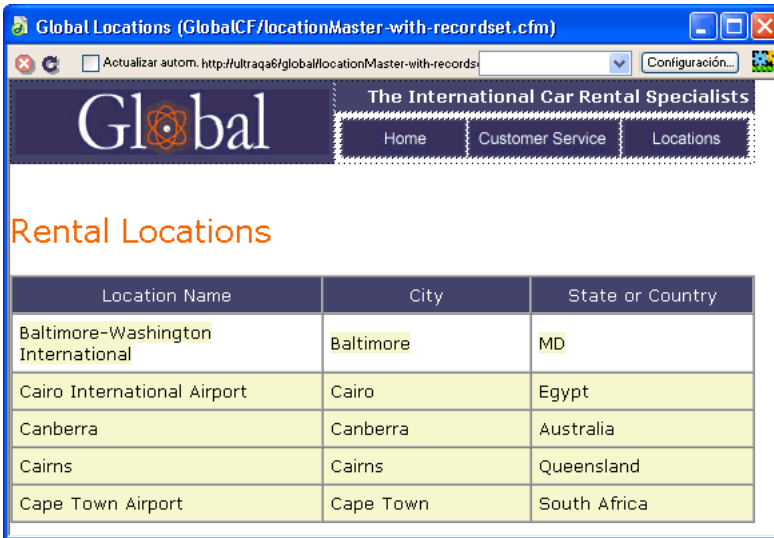 Global Locations (GlobalCF/locationMaster-with-recordset.cfm)
Actualizar autom. http://ultraqa6/global/locationMaster-with-records Configuración...
Global
The International Car Rental Specialists
Home Customer Service Locations
Rental Locations
Location Name City State or Country
Baltimore-Washington
International Baltimore MD
Cairo International Airport Cairo Egypt
Canberra Canberra Australia
Cairns Cairns Queensland
Cape Town Airport Cape Town South Africa